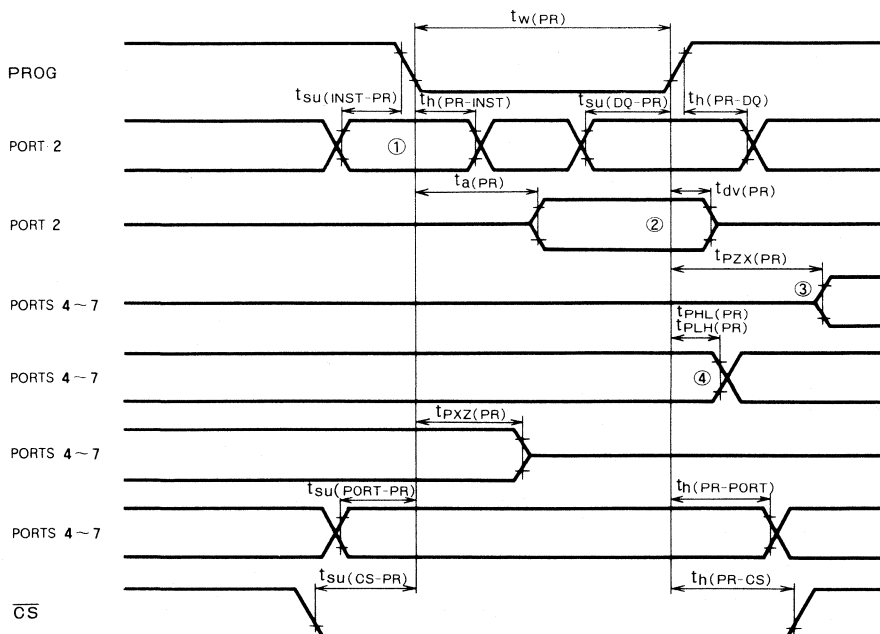 tw(PR)
PROG
tsu(INST-PR)
th(PR-INST)
tsu(DQ-PR)
th(PR-DQ)
PORT 2
①
ta(PR)
tdv(PR)
PORT 2
②
tPZX(PR)
PORTS 4~7
③
tPHL(PR)
tPLH(PR)
PORTS 4~7
④
tPXZ(PR)
PORTS 4~7
tsu(PORT-PR)
th(PR-PORT)
PORTS 4~7
tsu(CS-PR)
th(PR-CS)
C̅S̅